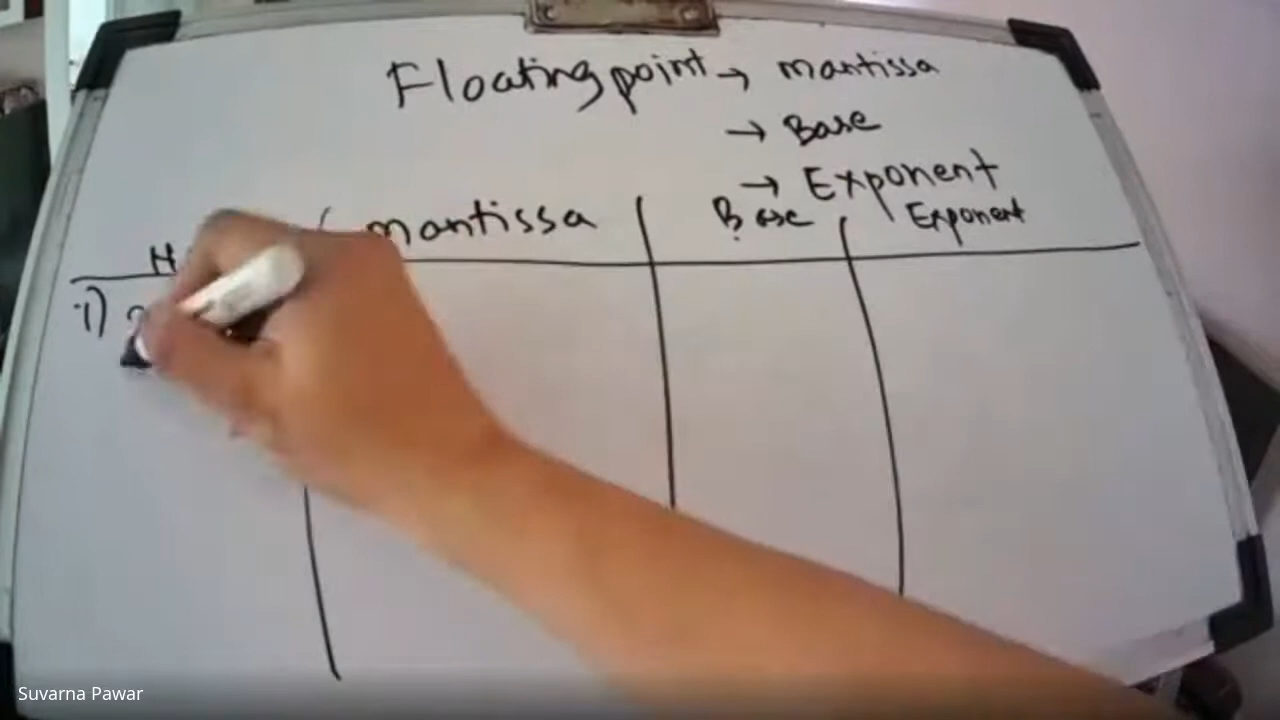 Floating point → mantissa
→ Base
→ Exponent
mantissa Base Exponent
1)
Suvarna Pawar